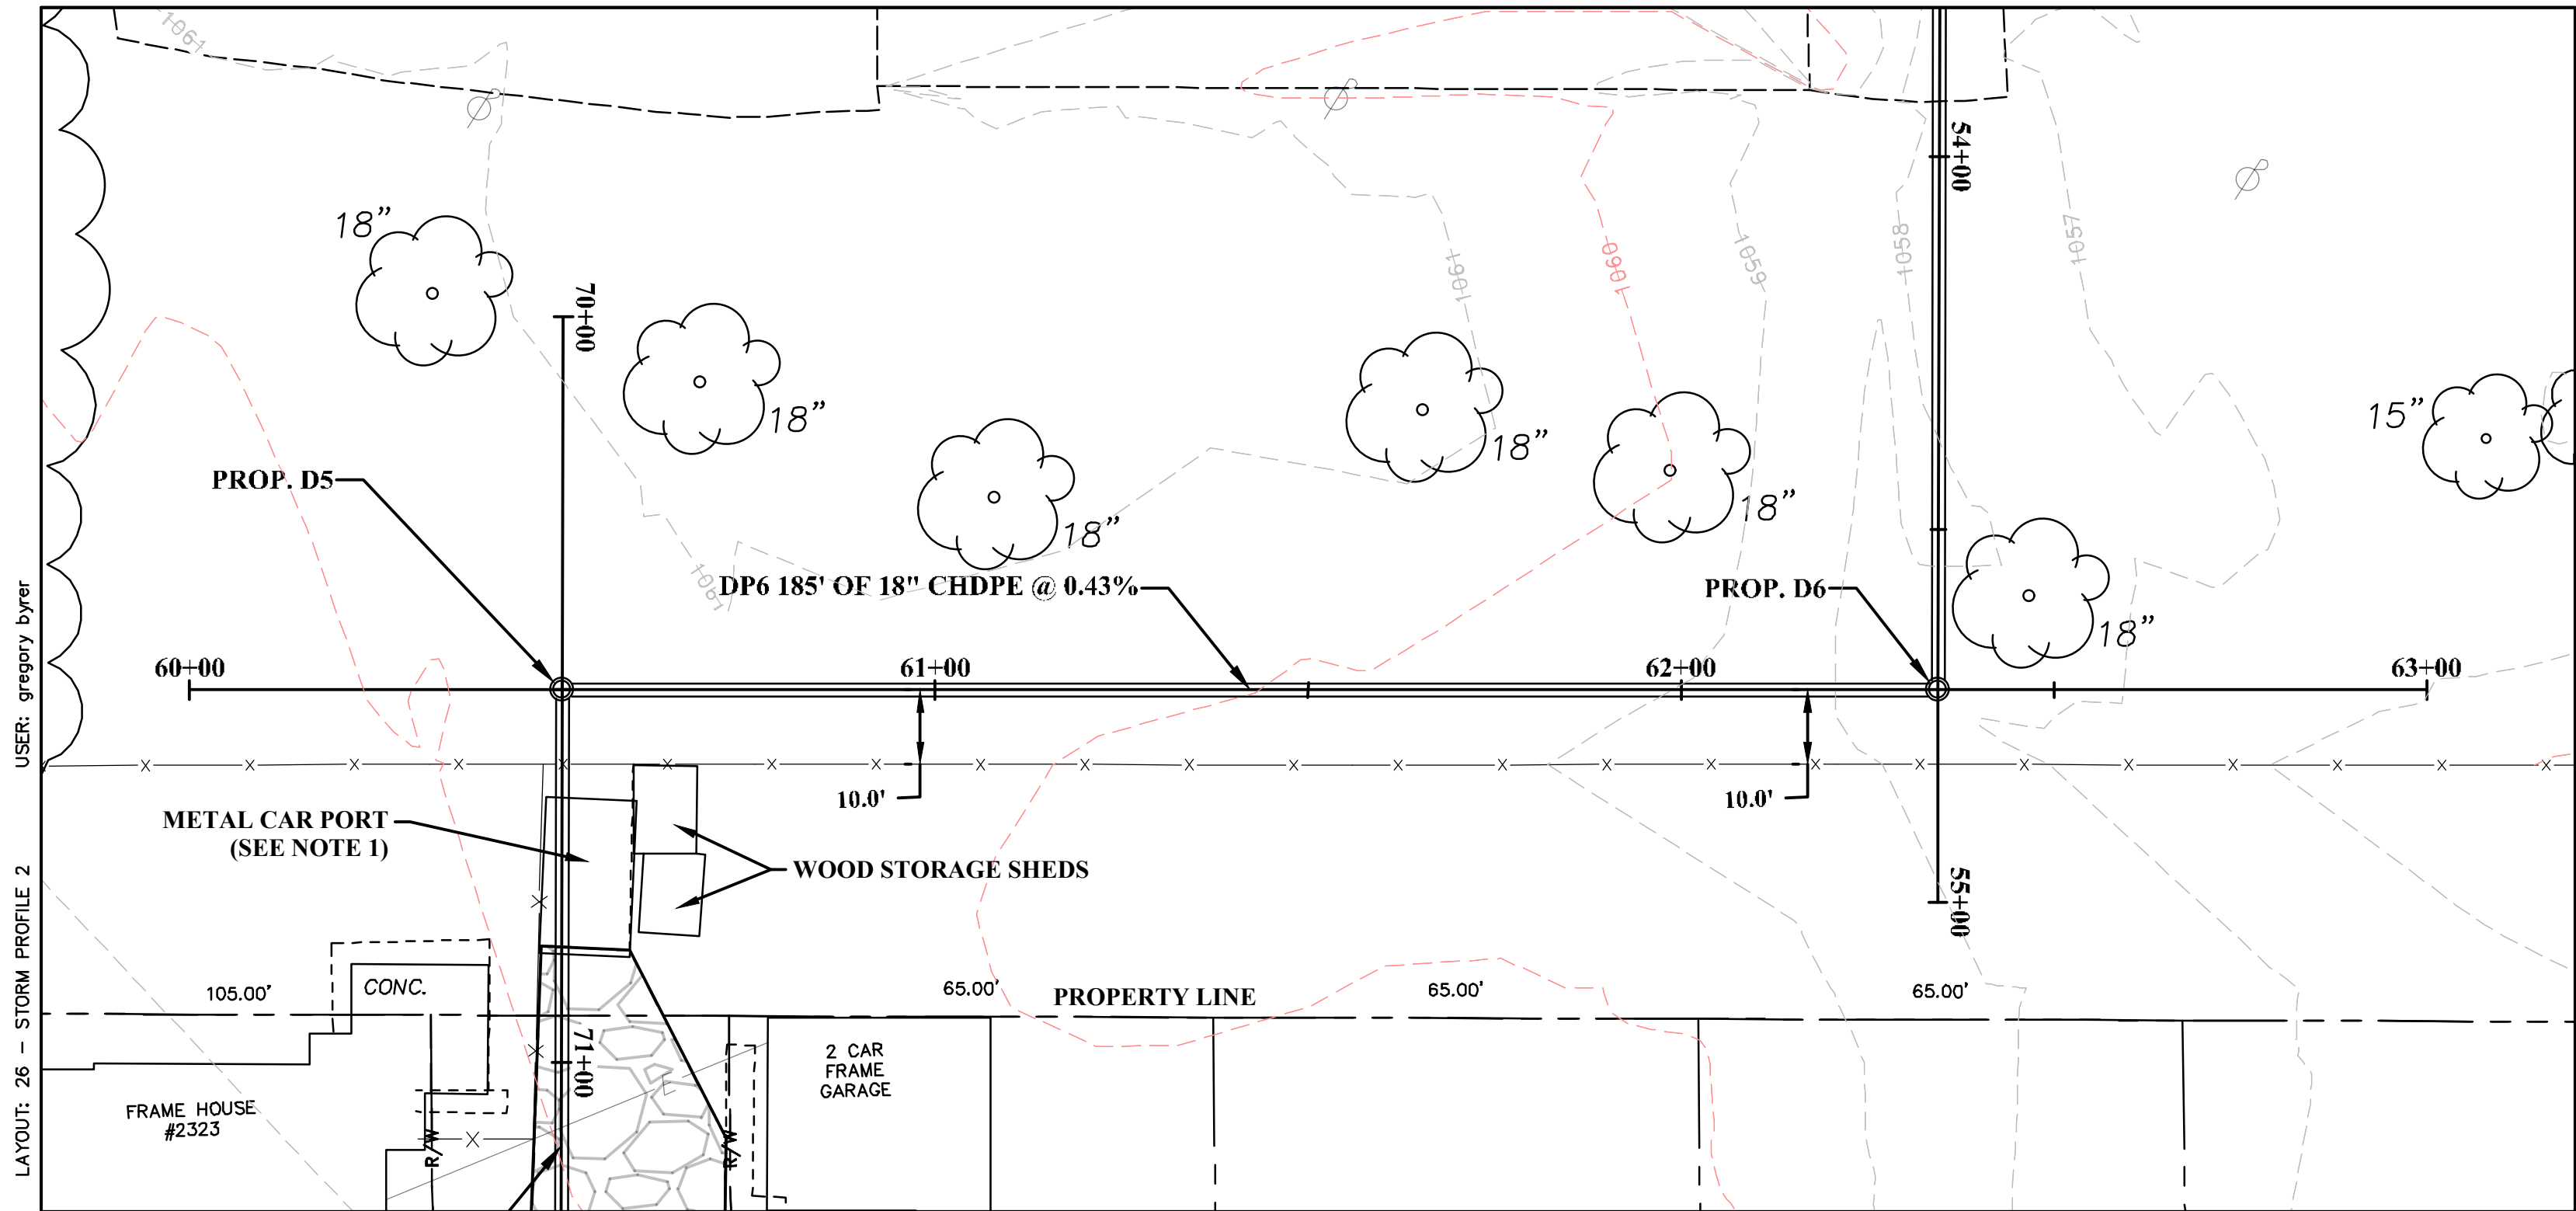 1061
54+00
18”
1057
1058
1059
1060
1061
70+00
18”
15”
18”
18”
PROP. D5
18”
18”
1061
DP6 185' OF 18" CHDPE @ 0.43%
PROP. D6
18”
60+00
61+00
62+00
63+00
10.0'
10.0'
METAL CAR PORT
(SEE NOTE 1)
WOOD STORAGE SHEDS
55+00
CONC.
105.00'
65.00'
PROPERTY LINE
65.00'
65.00'
71+00
2 CAR
FRAME
GARAGE
FRAME HOUSE
#2323
R/W
R/W
E
USER: gregory byrer
LAYOUT: 26 – STORM PROFILE 2